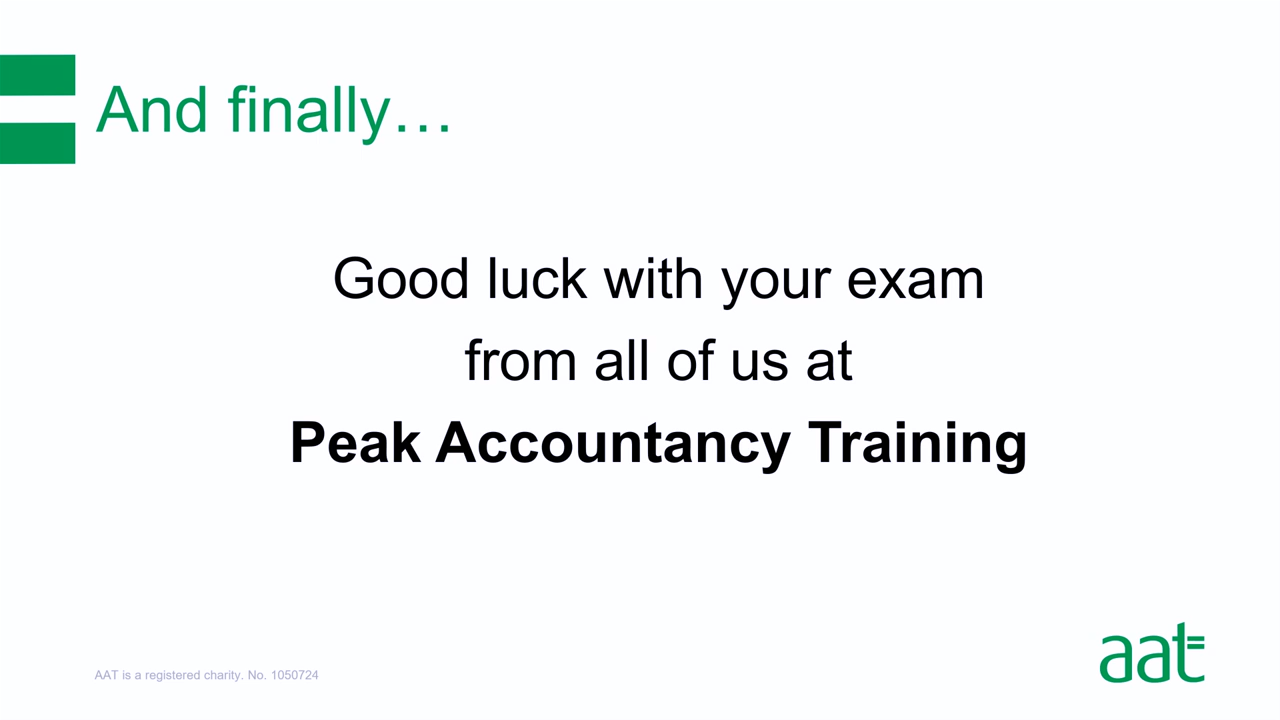 And finally…
Good luck with your exam
from all of us at
Peak Accountancy Training
AAT is a registered charity. No. 1050724
aat